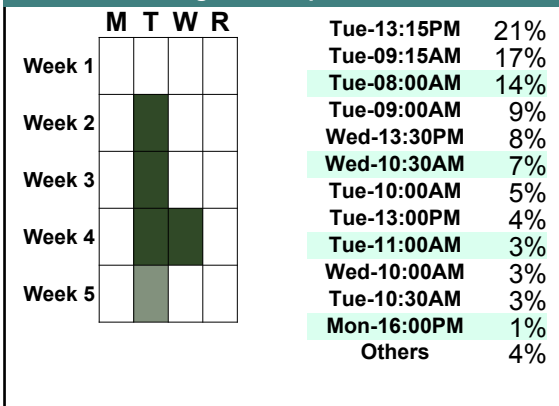 M T W R
Week 1
Week 2
Week 3
Week 4
Week 5
Tue-13:15PM 21%
Tue-09:15AM 17%
Tue-08:00AM 14%
Tue-09:00AM 9%
Wed-13:30PM 8%
Wed-10:30AM 7%
Tue-10:00AM 5%
Tue-13:00PM 4%
Tue-11:00AM 3%
Wed-10:00AM 3%
Tue-10:30AM 3%
Mon-16:00PM 1%
Others 4%